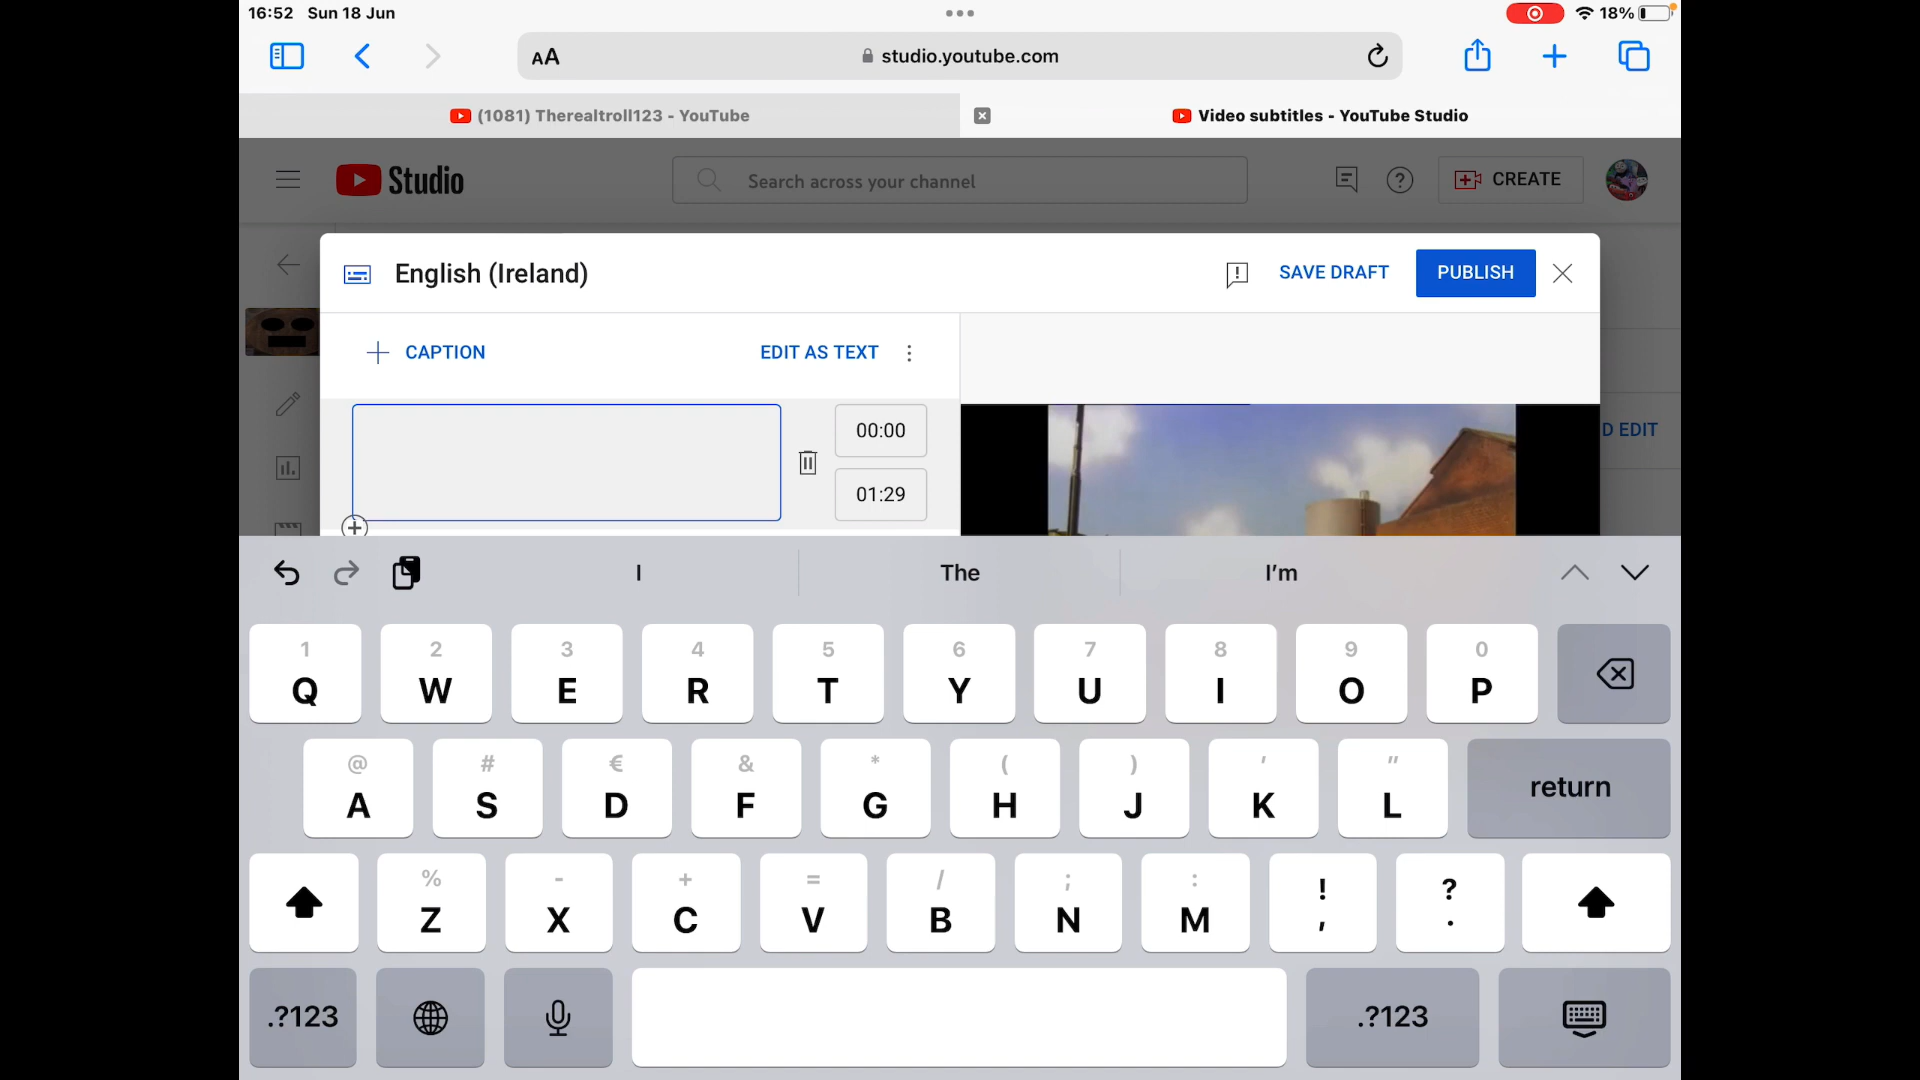 16:52 Sun 18 Jun
18%
AA studio.youtube.com
(1081) Therealtroll123 - YouTube
Video subtitles - YouTube Studio
Studio
Search across your channel
CREATE
English (Ireland)
SAVE DRAFT
PUBLISH
CAPTION
EDIT AS TEXT
00:00
01:29
D EDIT
I The I'm
1 2 3 4 5 6 7 8 9 0
Q W E R T Y U I O P
@ # € & * ( ) ' "
A S D F G H J K L return
% - + = / ; : ! ?
Z X C V B N M , .
.?123 .?123